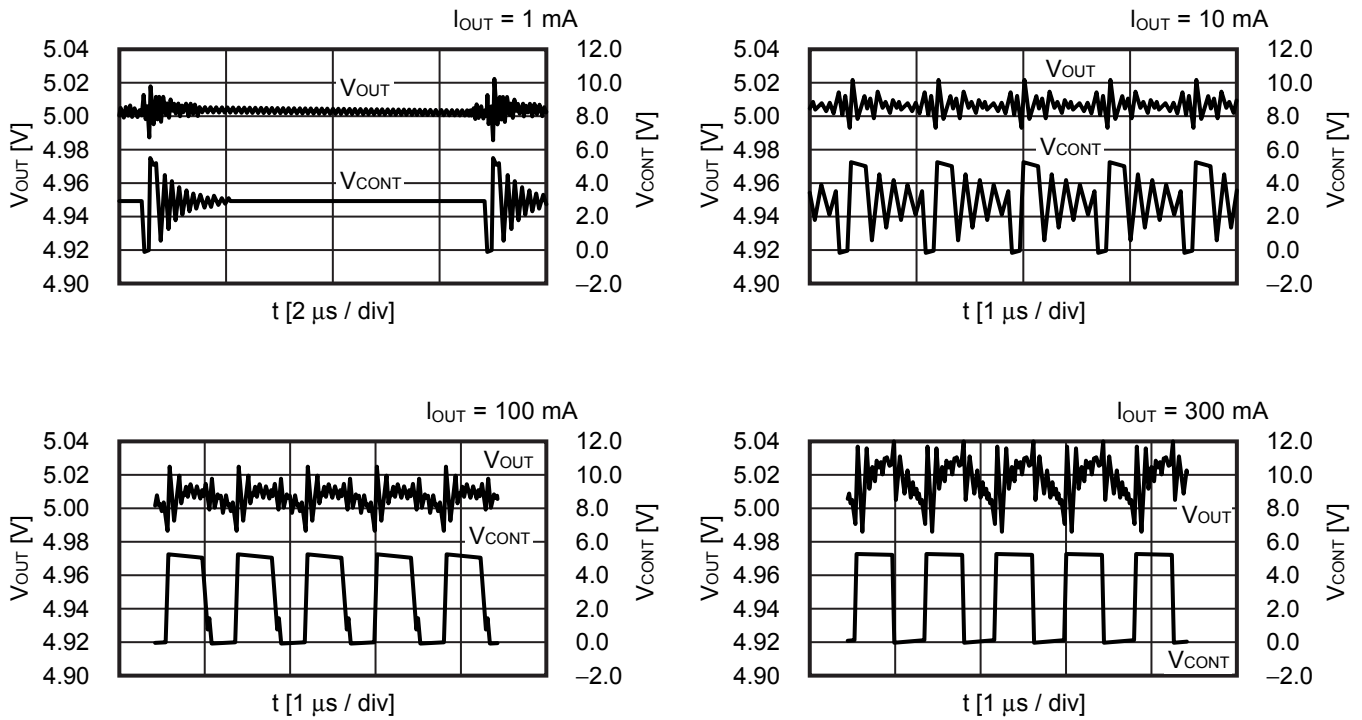 IOUT = 1 mA
VOUT [V]
5.04
5.02
5.00
4.98
4.96
4.94
4.92
4.90
VOUT
VCONT
12.0
10.0
8.0
6.0
4.0
2.0
0.0
−2.0
VCONT [V]
t [2 μs / div]
IOUT = 10 mA
VOUT [V]
5.04
5.02
5.00
4.98
4.96
4.94
4.92
4.90
VOUT
VCONT
12.0
10.0
8.0
6.0
4.0
2.0
0.0
−2.0
VCONT [V]
t [1 μs / div]
IOUT = 100 mA
VOUT [V]
5.04
5.02
5.00
4.98
4.96
4.94
4.92
4.90
VOUT
VCONT
12.0
10.0
8.0
6.0
4.0
2.0
0.0
−2.0
VCONT [V]
t [1 μs / div]
IOUT = 300 mA
VOUT [V]
5.04
5.02
5.00
4.98
4.96
4.94
4.92
4.90
VOUT
VCONT
12.0
10.0
8.0
6.0
4.0
2.0
0.0
−2.0
VCONT [V]
t [1 μs / div]